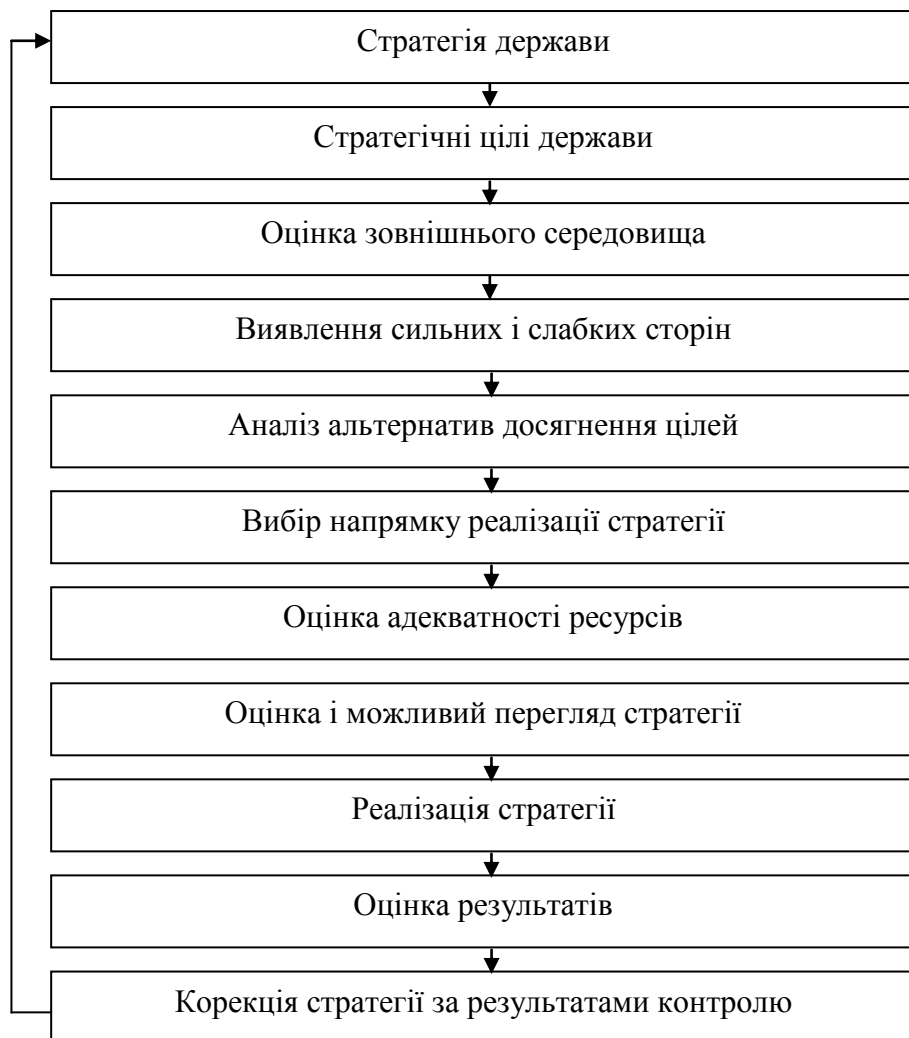 Стратегія держави
Стратегічні цілі держави
Оцінка зовнішнього середовища
Виявлення сильних і слабких сторін
Аналіз альтернатив досягнення цілей
Вибір напрямку реалізації стратегії
Оцінка адекватності ресурсів
Оцінка і можливий перегляд стратегії
Реалізація стратегії
Оцінка результатів
Корекція стратегії за результатами контролю